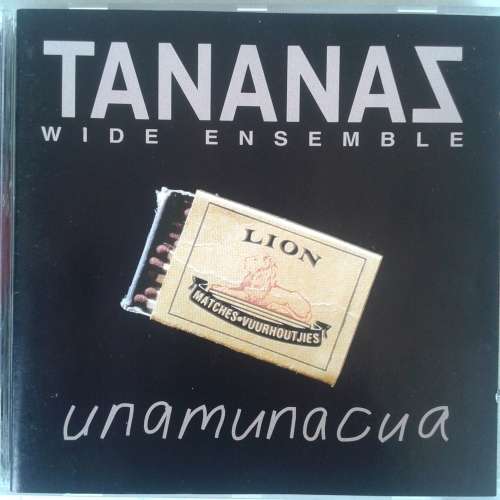 TANANAS
WIDE ENSEMBLE
LION
MATCHES•VUURHOUTJIES
unamunacua